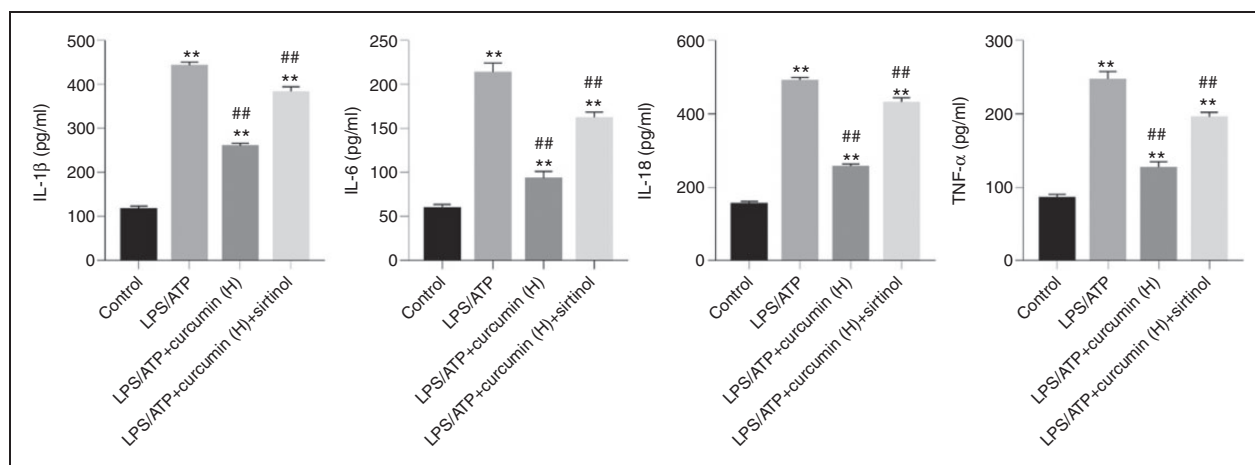 IL-1β (pg/ml)
500
400
300
200
100
0
**
##
**
##
**
Control
LPS/ATP
LPS/ATP+curcumin (H)
LPS/ATP+curcumin (H)+sirtinol
IL-6 (pg/ml)
250
200
150
100
50
0
**
##
**
##
**
Control
LPS/ATP
LPS/ATP+curcumin (H)
LPS/ATP+curcumin (H)+sirtinol
IL-18 (pg/ml)
600
400
200
0
**
##
**
##
**
Control
LPS/ATP
LPS/ATP+curcumin (H)
LPS/ATP+curcumin (H)+sirtinol
TNF-α (pg/ml)
300
200
100
0
**
##
**
##
**
Control
LPS/ATP
LPS/ATP+curcumin (H)
LPS/ATP+curcumin (H)+sirtinol